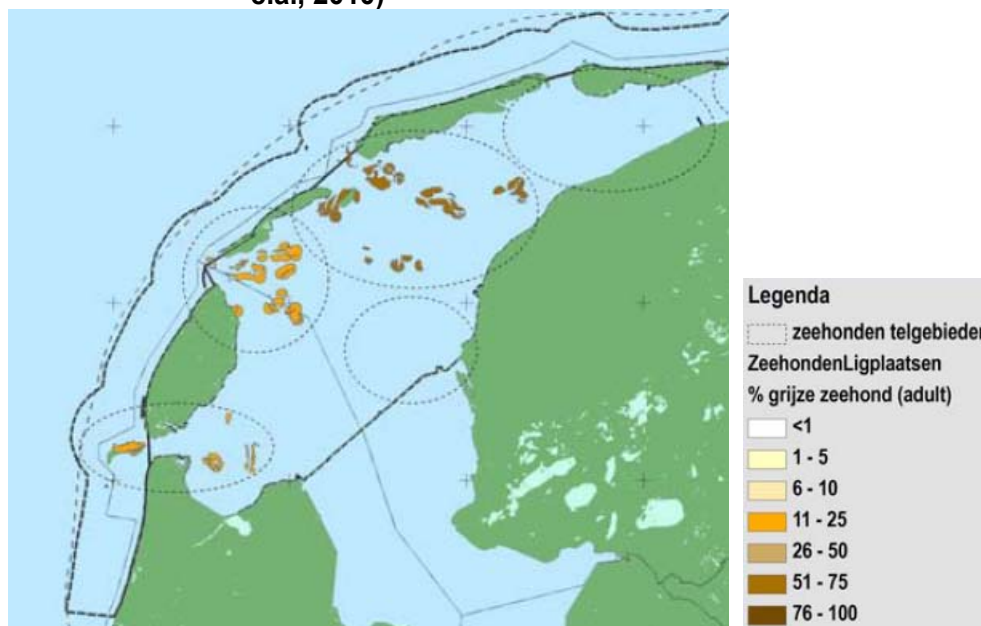 2010)
Legenda
zeehonden telgebieden
ZeehondenLigplaatsen
% grijze zeehond (adult)
<1
1 - 5
6 - 10
11 - 25
26 - 50
51 - 75
76 - 100